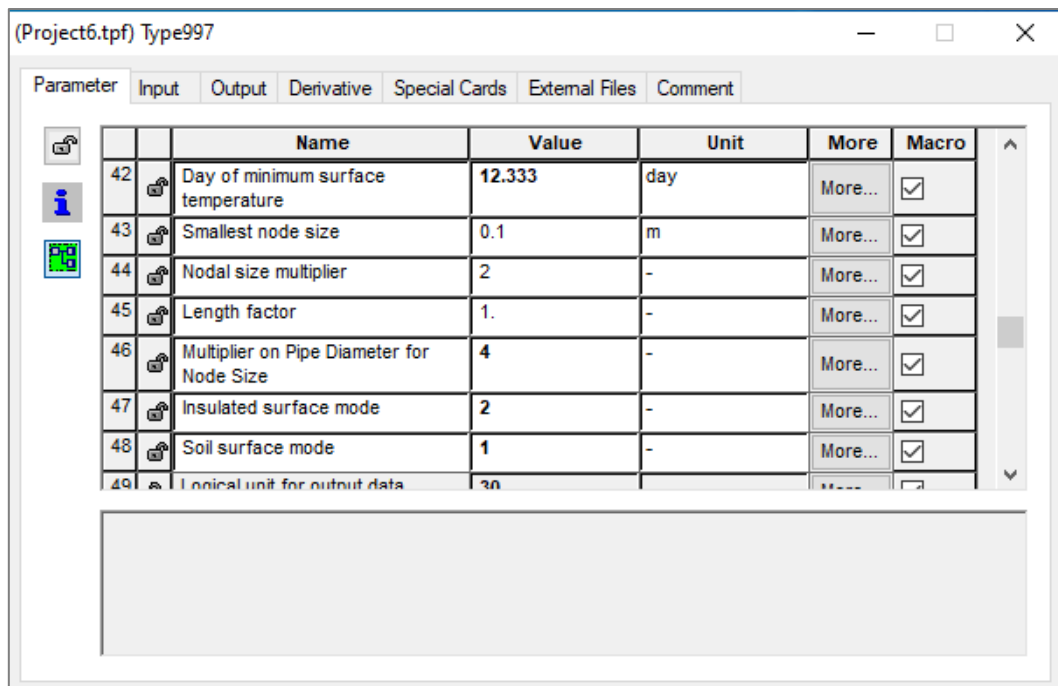 (Project6.tpf) Type997
Parameter Input Output Derivative Special Cards External Files Comment
Name Value Unit More Macro
42 Day of minimum surface temperature 12.333 day More...
43 Smallest node size 0.1 m More...
44 Nodal size multiplier 2 - More...
45 Length factor 1. - More...
46 Multiplier on Pipe Diameter for Node Size 4 - More...
47 Insulated surface mode 2 - More...
48 Soil surface mode 1 - More...
49 Logical unit for output data 30 More...